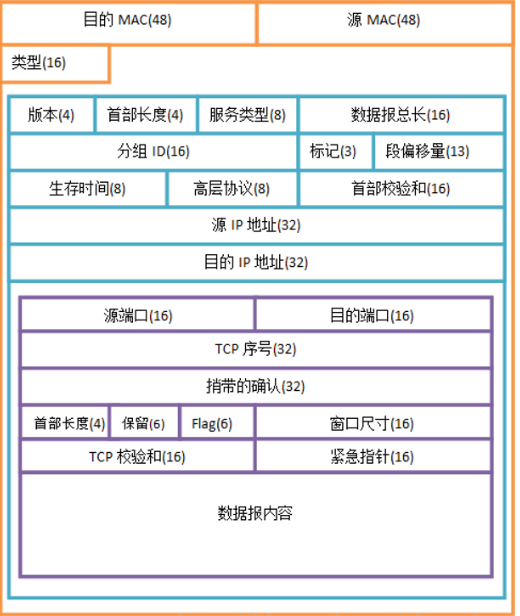 目的 MAC(48) 源 MAC(48)
类型(16)
版本(4) 首部长度(4) 服务类型(8) 数据报总长(16)
分组 ID(16) 标记(3) 段偏移量(13)
生存时间(8) 高层协议(8) 首部校验和(16)
源 IP 地址(32)
目的 IP 地址(32)
源端口(16) 目的端口(16)
TCP 序号(32)
捎带的确认(32)
首部长度(4) 保留(6) Flag(6) 窗口尺寸(16)
TCP 校验和(16) 紧急指针(16)
数据报内容